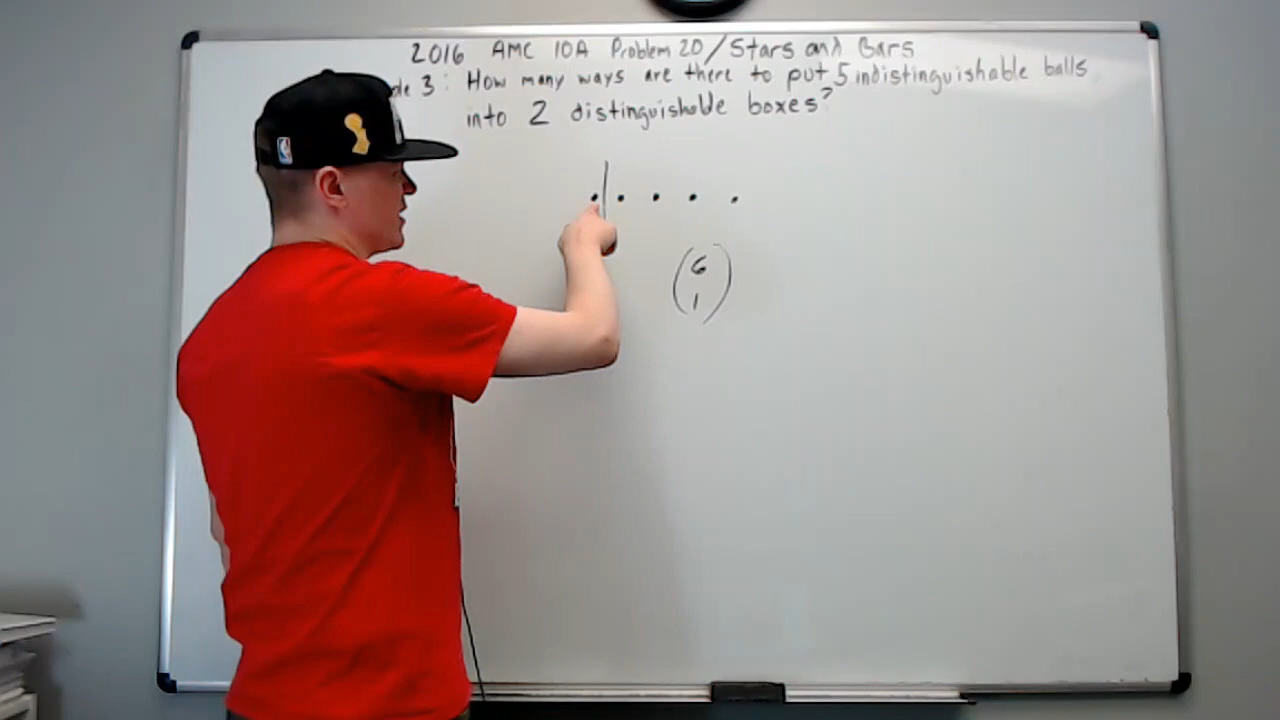 2016 AMC 10A Problem 20/Stars and Bars
3: How many ways are there to put 5 indistinguishable balls
into 2 distinguishable boxes?
(6
1)